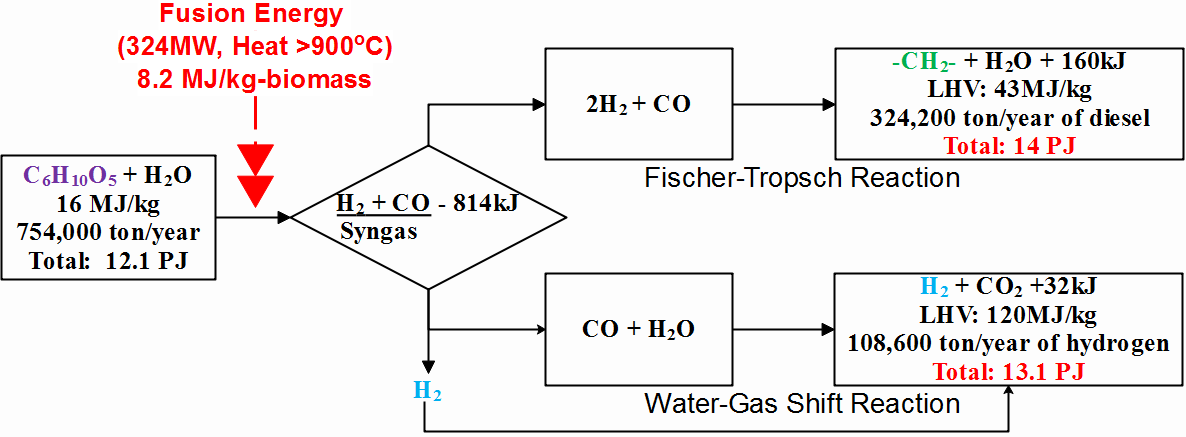 Fusion Energy
(324MW, Heat >900°C)
8.2 MJ/kg-biomass
C₆H₁₀O₅ + H₂O
16 MJ/kg
754,000 ton/year
Total: 12.1 PJ
H₂ + CO - 814kJ
Syngas
2H₂ + CO
-CH₂- + H₂O + 160kJ
LHV: 43MJ/kg
324,200 ton/year of diesel
Total: 14 PJ
Fischer-Tropsch Reaction
CO + H₂O
H₂ + CO₂ +32kJ
LHV: 120MJ/kg
108,600 ton/year of hydrogen
Total: 13.1 PJ
H₂
Water-Gas Shift Reaction